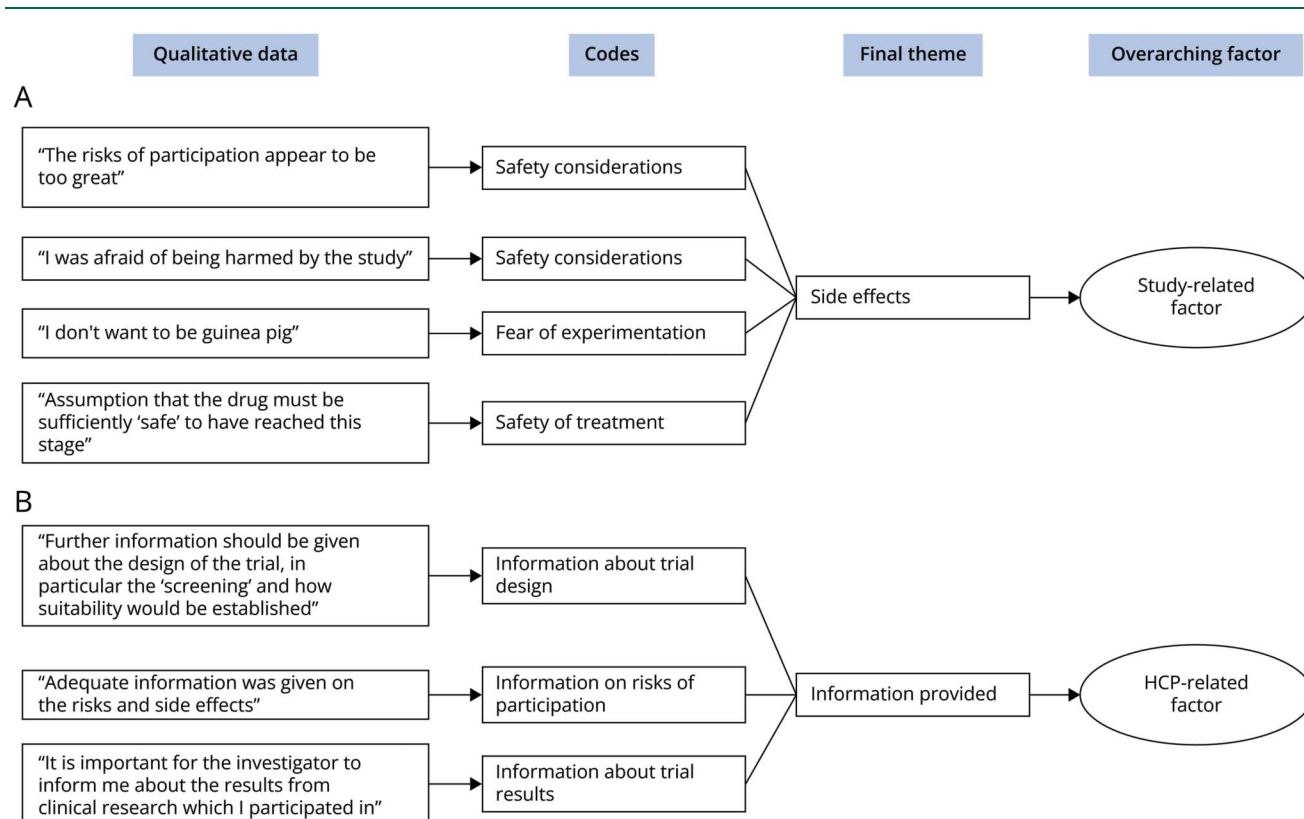 Qualitative data
Codes
Final theme
Overarching factor
A
“The risks of participation appear to be
too great”
Safety considerations
“I was afraid of being harmed by the study”
Safety considerations
“I don't want to be guinea pig”
Fear of experimentation
“Assumption that the drug must be
sufficiently ‘safe’ to have reached this
stage”
Safety of treatment
Side effects
Study-related
factor
B
“Further information should be given
about the design of the trial, in
particular the ‘screening’ and how
suitability would be established”
Information about trial
design
“Adequate information was given on
the risks and side effects”
Information on risks of
participation
“It is important for the investigator to
inform me about the results from
clinical research which I participated in”
Information about trial
results
Information provided
HCP-related
factor